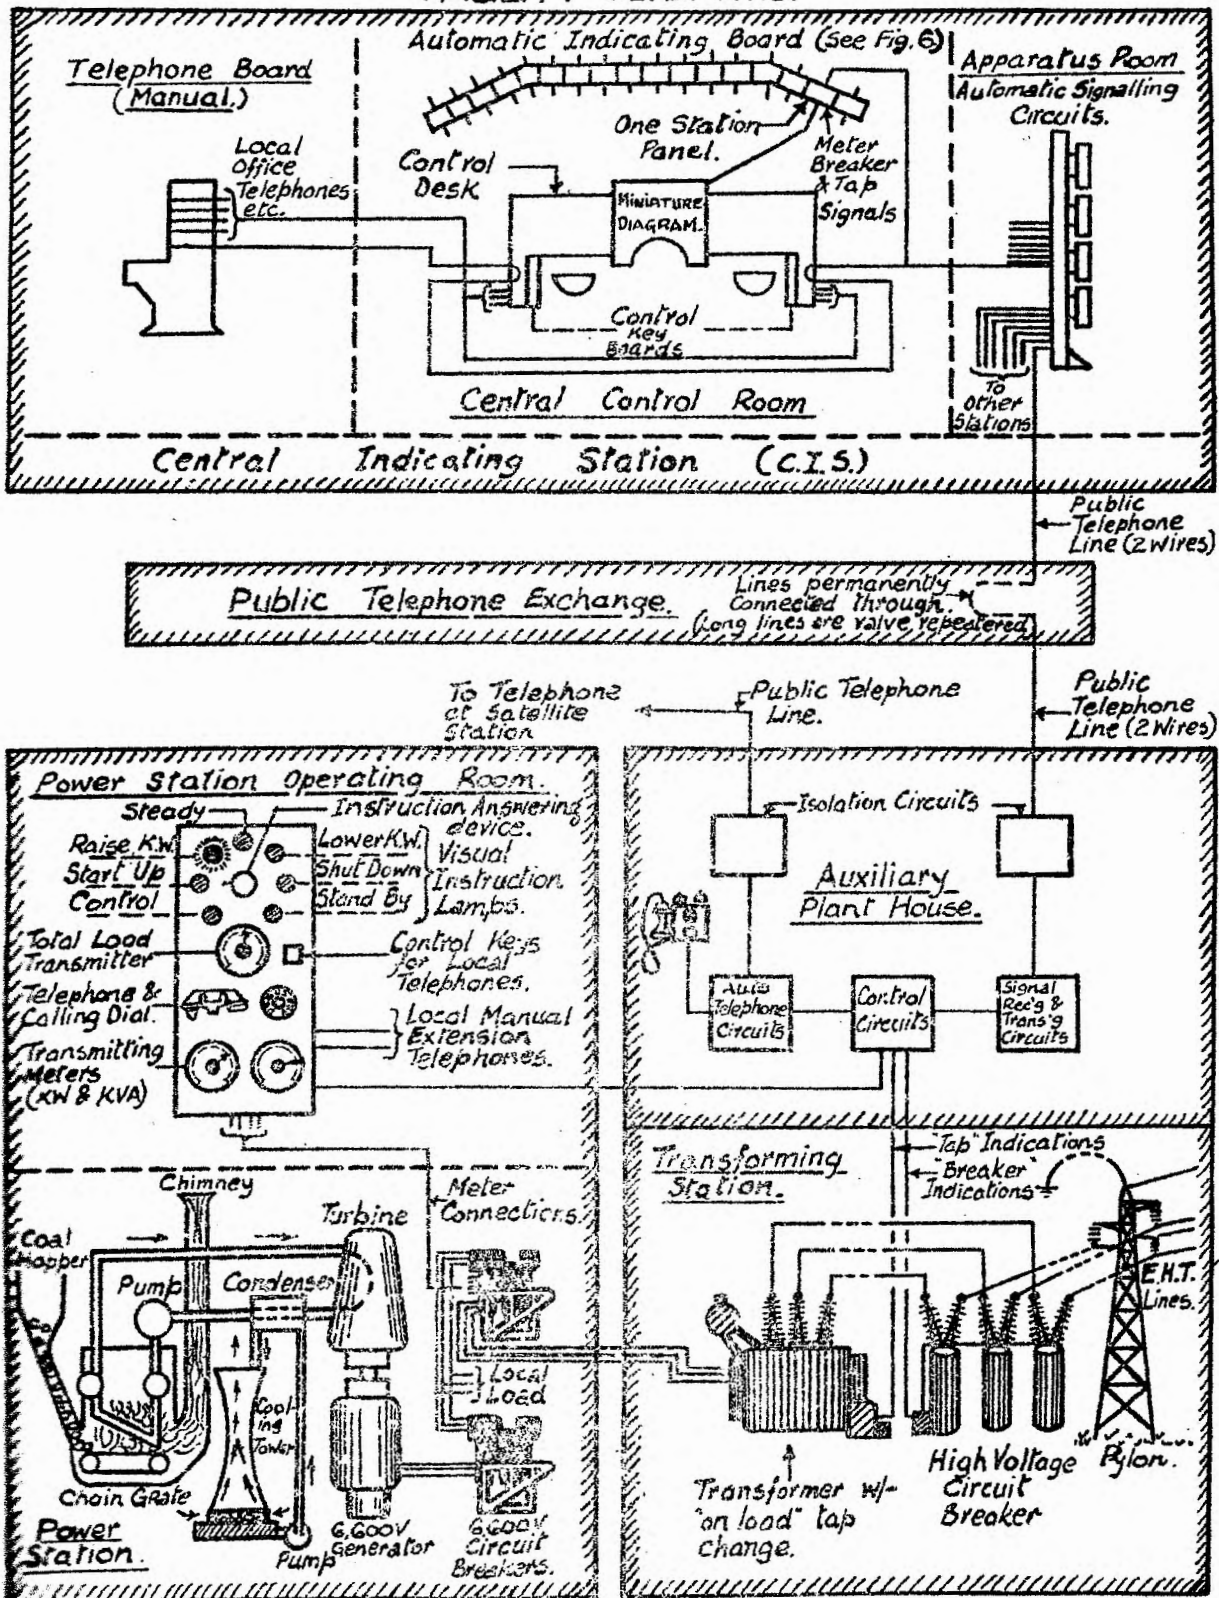 Automatic Indicating Board (See Fig. 6)
Telephone Board
(Manual.)
Apparatus Room
Automatic Signalling
Circuits.
One Station
Panel.
Meter
Breaker
& Tap
Signals
Local
Office
Telephones
etc.
Control
Desk
MINIATURE
DIAGRAM.
Control
Key
Boards
To
Other
Stations
Central Control Room
Central Indicating Station (C.I.S.)
Public
Telephone
Line (2 Wires)
Public Telephone Exchange.
Lines permanently
Connected through.
(Long lines are valve repeatered
To Telephone
at Satellite
Station
Public Telephone
Line.
Public
Telephone
Line (2 Wires)
Power Station Operating Room.
Steady
Instruction Answering
device.
Raise K.W.
Start Up
Control
Lower K.W.
Shut Down
Stand By
Visual
Instruction
Lamps.
Total Load
Transmitter
Control Keys
for Local
Telephones.
Telephone &
Calling Dial.
Local Manual
Extension
Telephones.
Transmitting
Meters
(KW & KVA)
Isolation Circuits
Auxiliary
Plant House.
Auto
Telephone
Circuits
Control
Circuits
Signal
Rec'g &
Trans'g
Circuits
"Tap" Indications
"Breaker"
Indications
Transforming
Station.
Chimney
Coal
Hopper
Pump
Condenser
Turbine
Meter
Connections.
Local
Load
Cool-
ing
Tower
Chain Grate
Power
Station.
Pump
6,600V
Generator
6,600V
Circuit
Breakers.
E.H.T.
Lines.
Transformer w/-
"on load" tap
change.
High Voltage
Circuit
Breaker
Pylon.